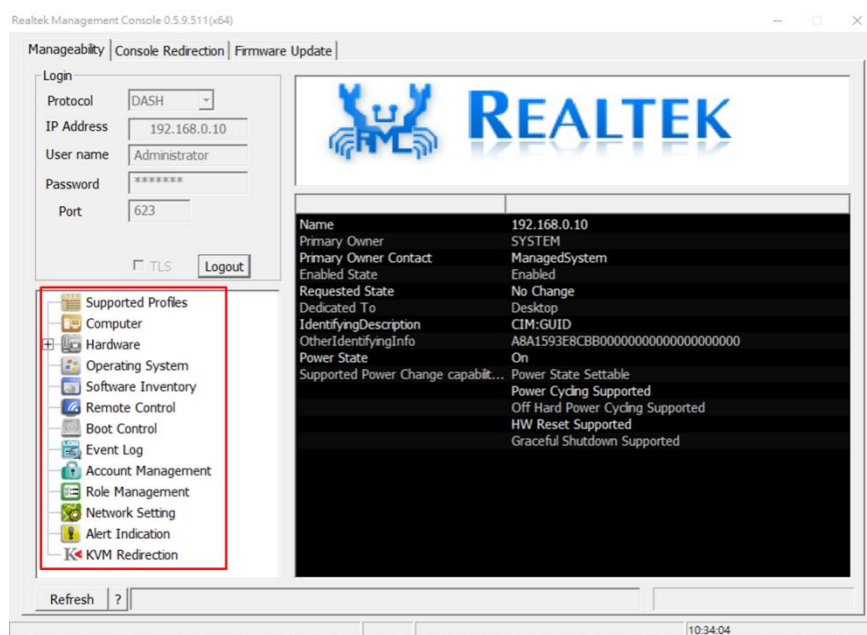 Realtek Management Console 0.5.9.511(x64)
Manageablity
Console Redirection
Firmware Update
Login
Protocol DASH
IP Address 192.168.0.10
User name Administrator
Password *******
Port 623
TLS
Logout
RMC REALTEK
Supported Profiles
Computer
Hardware
Operating System
Software Inventory
Remote Control
Boot Control
Event Log
Account Management
Role Management
Network Setting
Alert Indication
KVM Redirection
Name 192.168.0.10
Primary Owner SYSTEM
Primary Owner Contact ManagedSystem
Enabled State Enabled
Requested State No Change
Dedicated To Desktop
IdentifyingDescription CIM:GUID
OtherIdentifyingInfo A8A1593E8CBB00000000000000000000
Power State On
Supported Power Change capabilit... Power State Settable
Power Cycling Supported
Off Hard Power Cycling Supported
HW Reset Supported
Graceful Shutdown Supported
Refresh
?
10:34:04